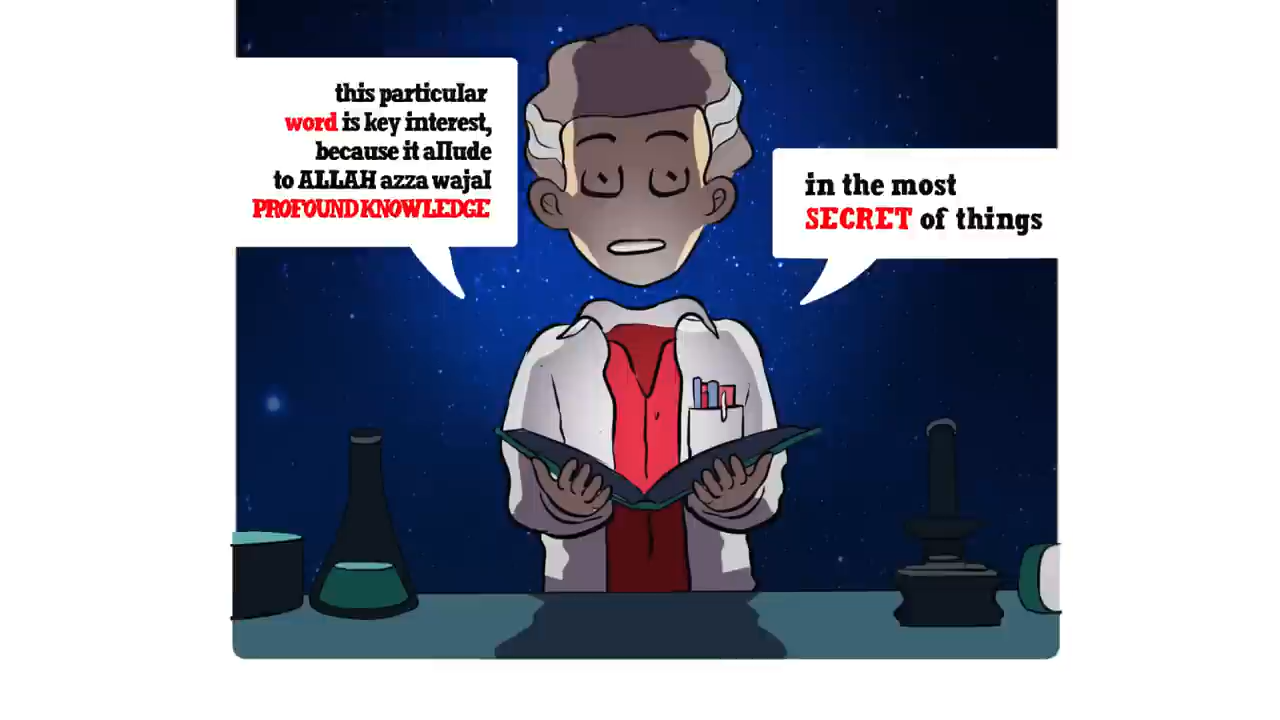 this particular
word is key interest,
because it allude
to ALLAH azza wajal
PROFOUND KNOWLEDGE
in the most
SECRET of things